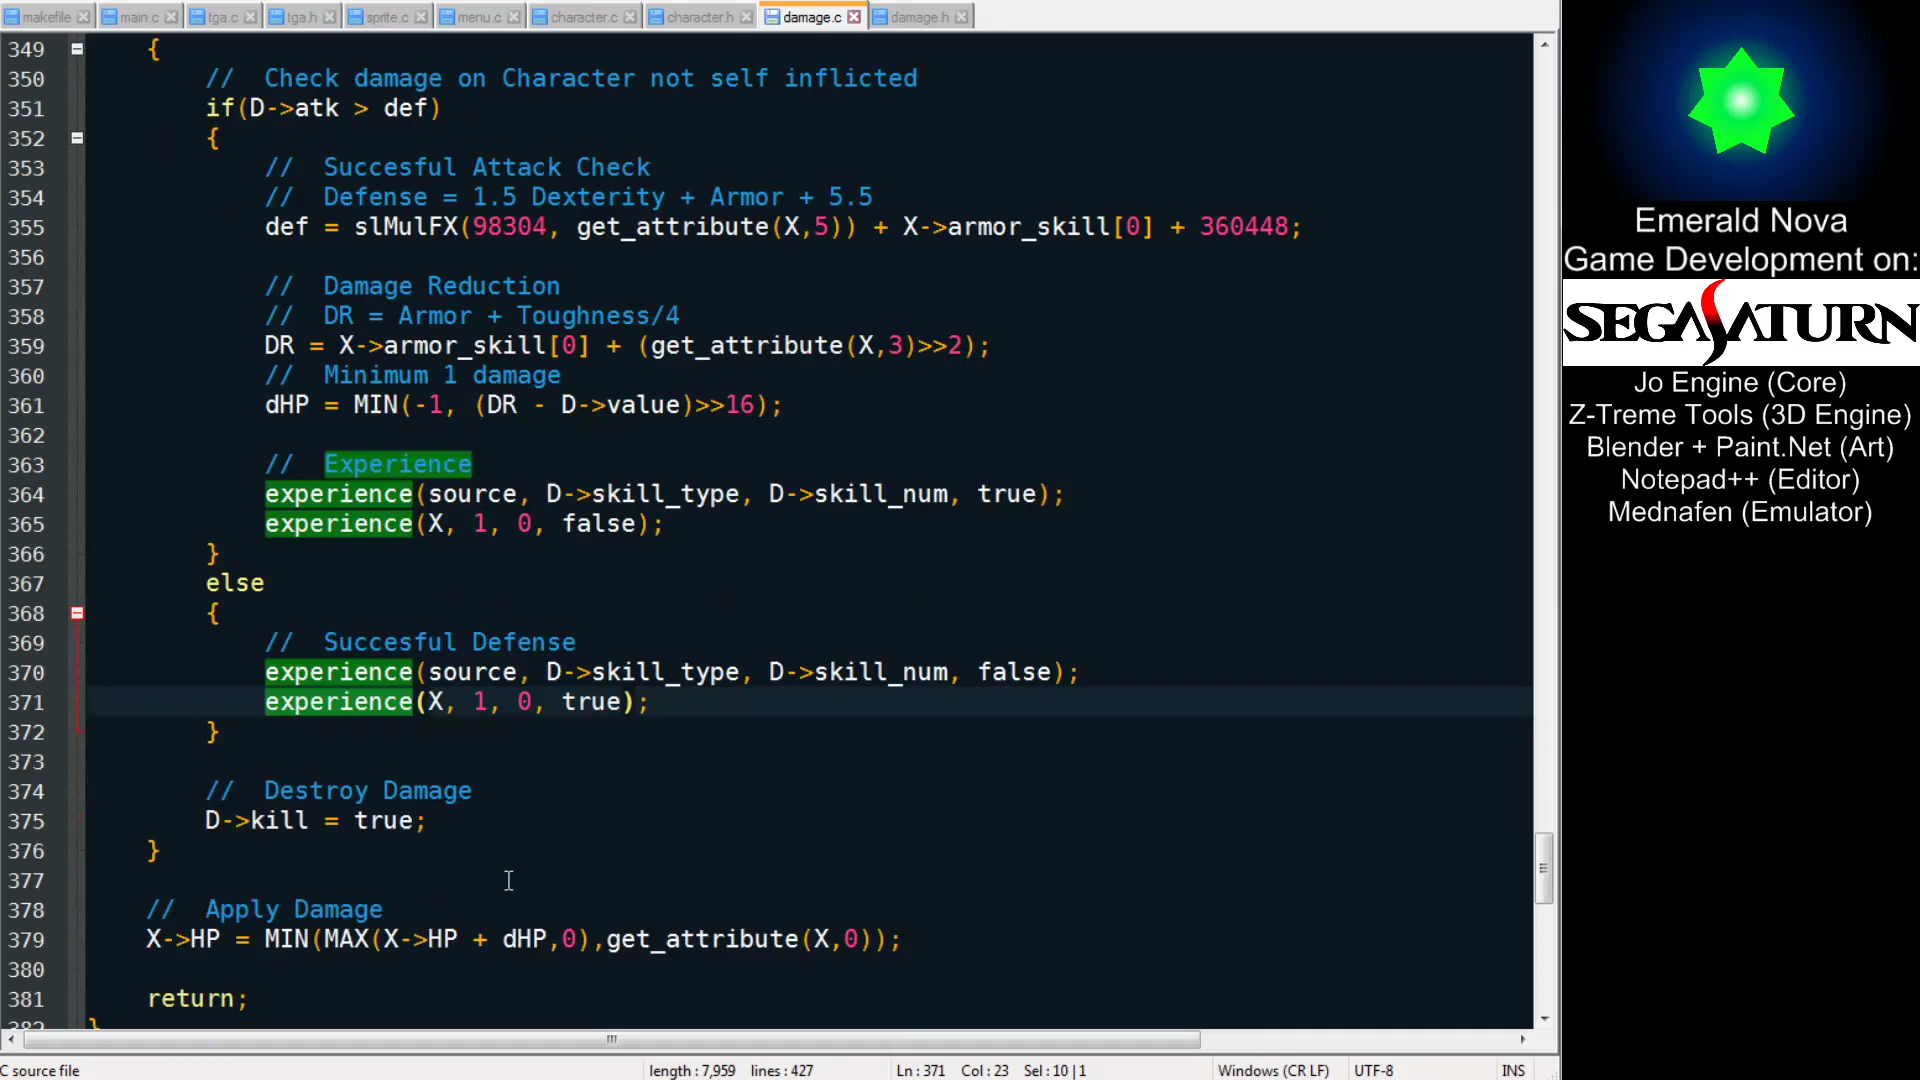 makefile main.c tga.c tga.h sprite.c menu.c character.c character.h damage.c damage.h
349 {
350 // Check damage on Character not self inflicted
351 if(D->atk > def)
352 {
353 // Succesful Attack Check
354 // Defense = 1.5 Dexterity + Armor + 5.5
355 def = slMulFX(98304, get_attribute(X,5)) + X->armor_skill[0] + 360448;
356
357 // Damage Reduction
358 // DR = Armor + Toughness/4
359 DR = X->armor_skill[0] + (get_attribute(X,3)>>2);
360 // Minimum 1 damage
361 dHP = MIN(-1, (DR - D->value)>>16);
362
363 // Experience
364 experience(source, D->skill_type, D->skill_num, true);
365 experience(X, 1, 0, false);
366 }
367 else
368 {
369 // Succesful Defense
370 experience(source, D->skill_type, D->skill_num, false);
371 experience(X, 1, 0, true);
372 }
373
374 // Destroy Damage
375 D->kill = true;
376 }
377
378 // Apply Damage
379 X->HP = MIN(MAX(X->HP + dHP,0),get_attribute(X,0));
380
381 return;
382 }
C source file length : 7,959 lines : 427 Ln : 371 Col : 23 Sel : 10 | 1 Windows (CR LF) UTF-8 INS
Emerald Nova
Game Development on:
SEGA SATURN
Jo Engine (Core)
Z-Treme Tools (3D Engine)
Blender + Paint.Net (Art)
Notepad++ (Editor)
Mednafen (Emulator)